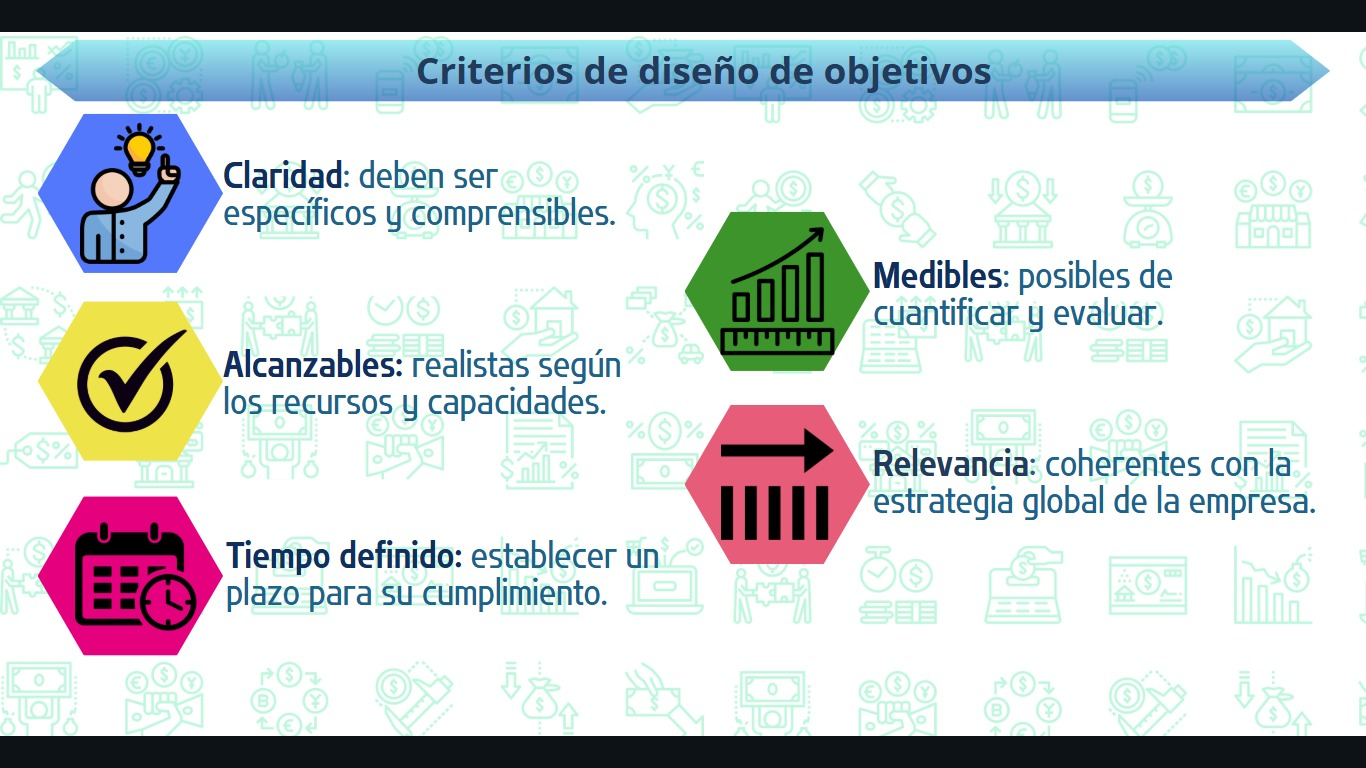 Criterios de diseño de objetivos
Claridad: deben ser
específicos y comprensibles.
Medibles: posibles de
cuantificar y evaluar.
Alcanzables: realistas según
los recursos y capacidades.
Relevancia: coherentes con la
estrategia global de la empresa.
Tiempo definido: establecer un
plazo para su cumplimiento.